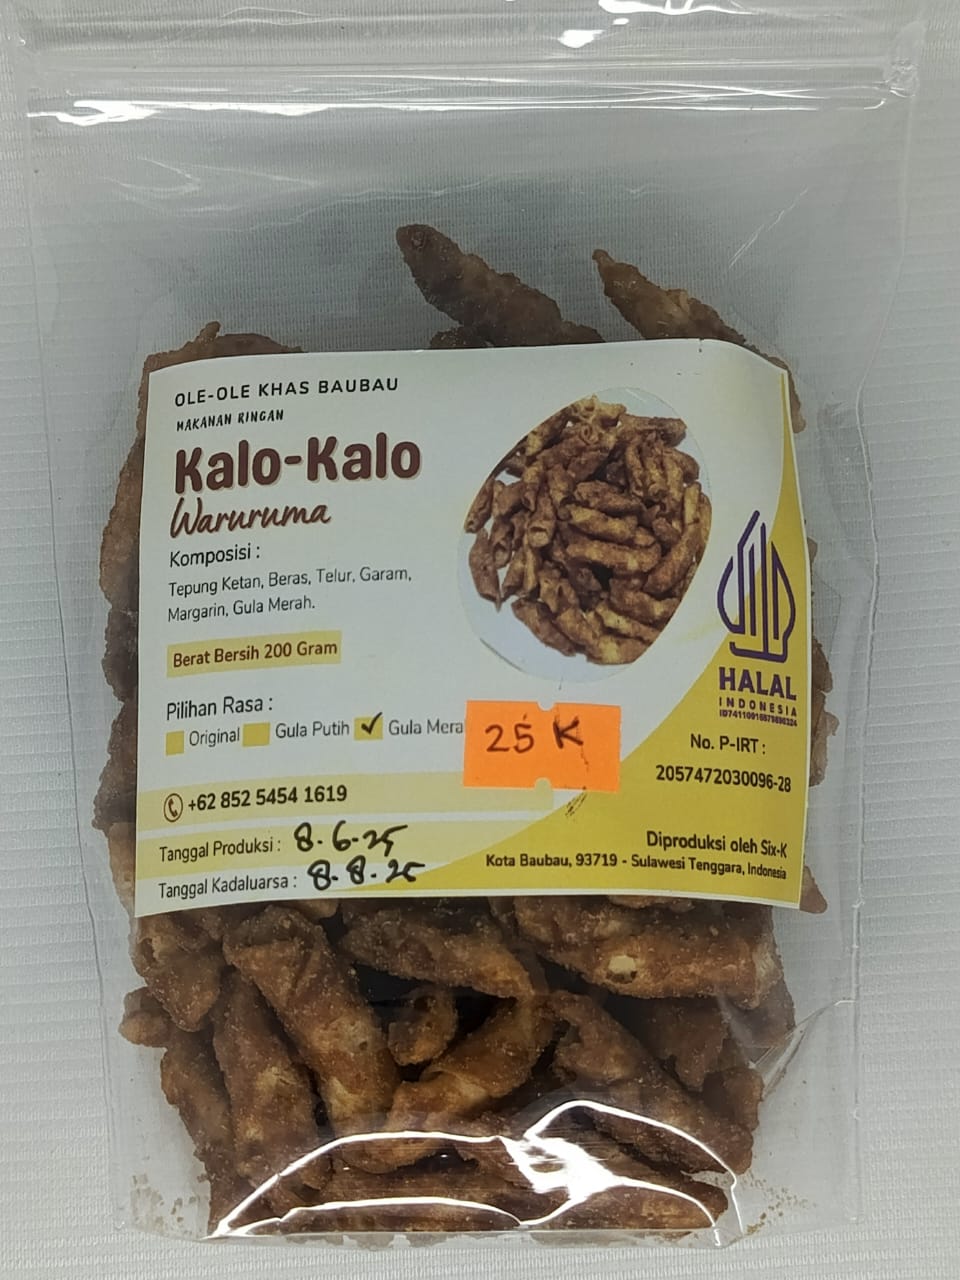 OLE-OLE KHAS BAUBAU
MAKANAN RINGAN
Kalo-Kalo
Waruruma
Komposisi :
Tepung Ketan, Beras, Telur, Garam,
Margarin, Gula Merah.
Berat Bersih 200 Gram
Pilihan Rasa :
Original Gula Putih ✓ Gula Mera
25 K
+62 852 5454 1619
Tanggal Produksi : 8.6.25
Tanggal Kadaluarsa : 8.8.25
HALAL
INDONESIA
No. P-IRT :
2057472030096-28
Diproduksi oleh Six-K
Kota Baubau, 93719 - Sulawesi Tenggara, Indonesia